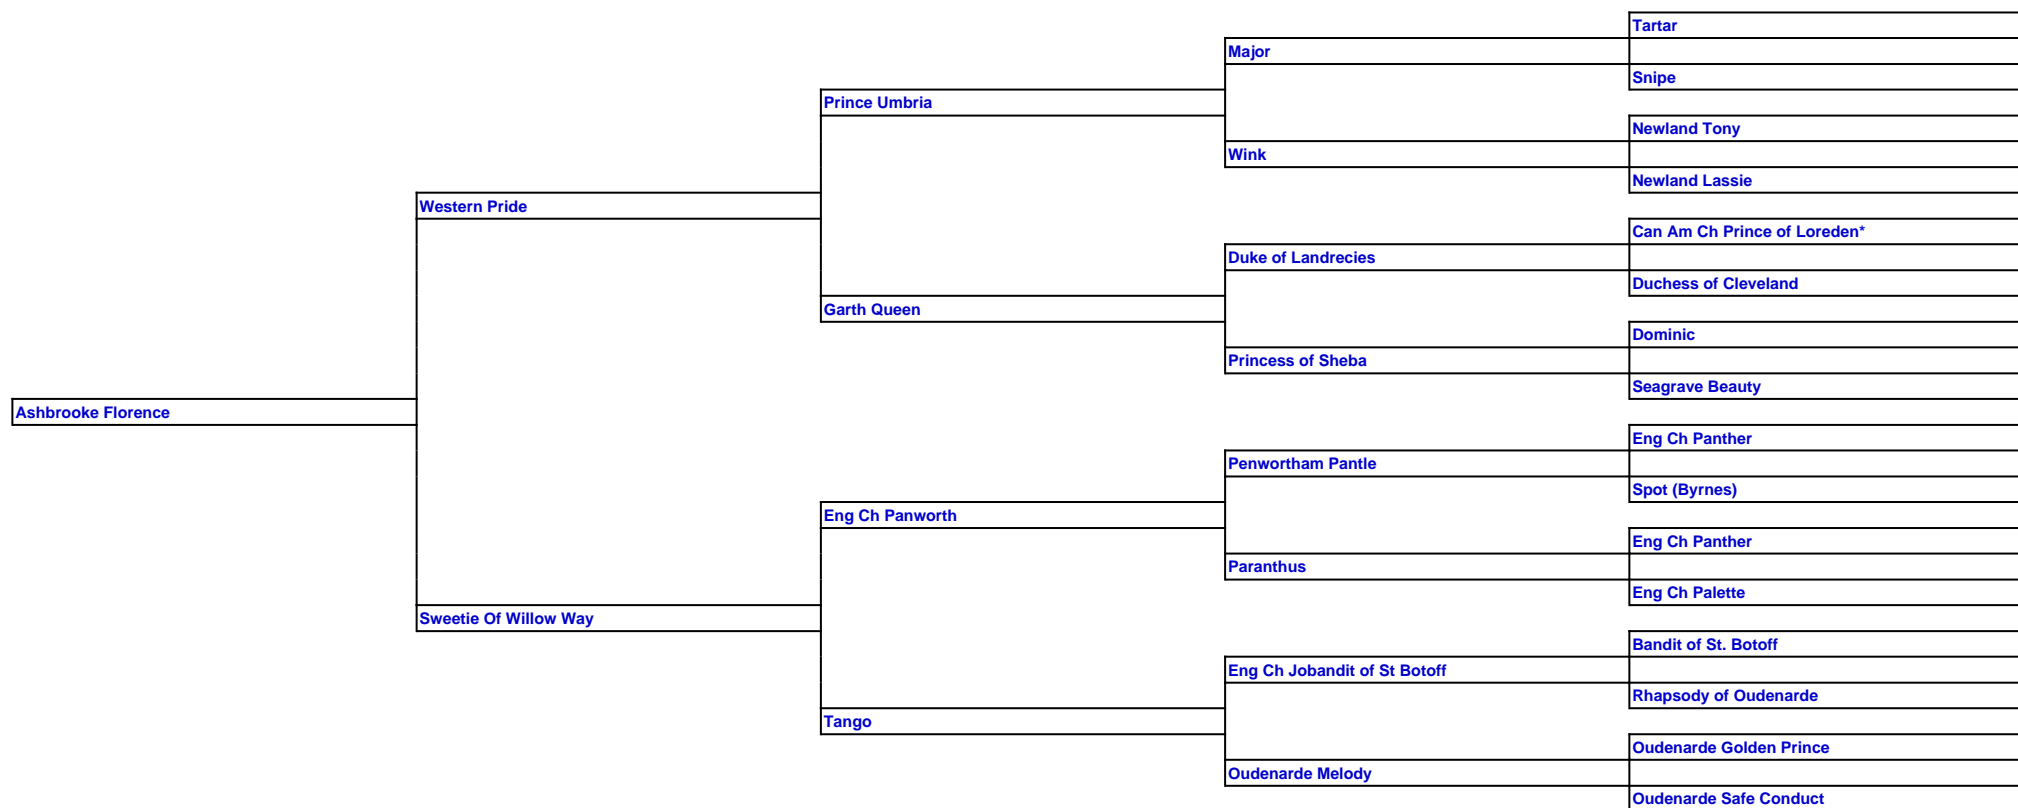 Tartar
Major
Snipe
Prince Umbria
Newland Tony
Wink
Newland Lassie
Western Pride
Can Am Ch Prince of Loreden*
Duke of Landrecies
Duchess of Cleveland
Garth Queen
Dominic
Princess of Sheba
Seagrave Beauty
Ashbrooke Florence
Eng Ch Panther
Penwortham Pantle
Spot (Byrnes)
Eng Ch Panworth
Eng Ch Panther
Paranthus
Eng Ch Palette
Sweetie Of Willow Way
Bandit of St. Botoff
Eng Ch Jobandit of St Botoff
Rhapsody of Oudenarde
Tango
Oudenarde Golden Prince
Oudenarde Melody
Oudenarde Safe Conduct